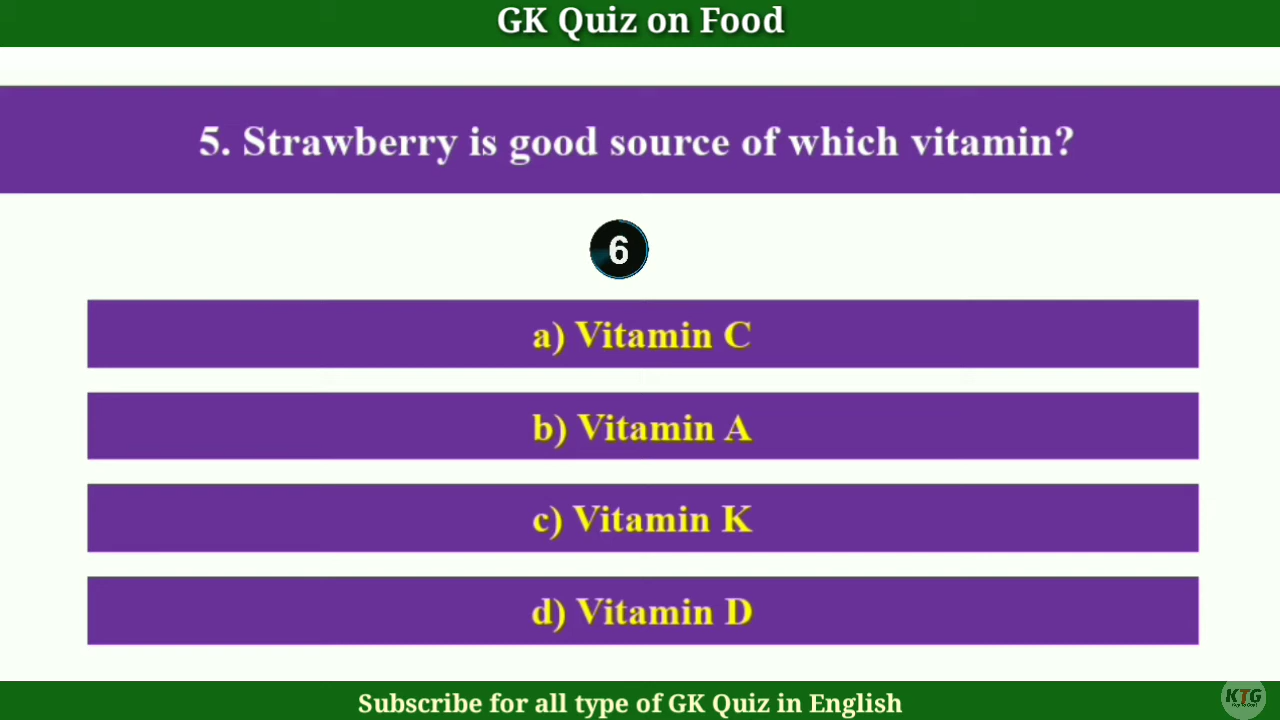 GK Quiz on Food
5. Strawberry is good source of which vitamin?
6
a) Vitamin C
b) Vitamin A
c) Vitamin K
d) Vitamin D
Subscribe for all type of GK Quiz in English
KTG